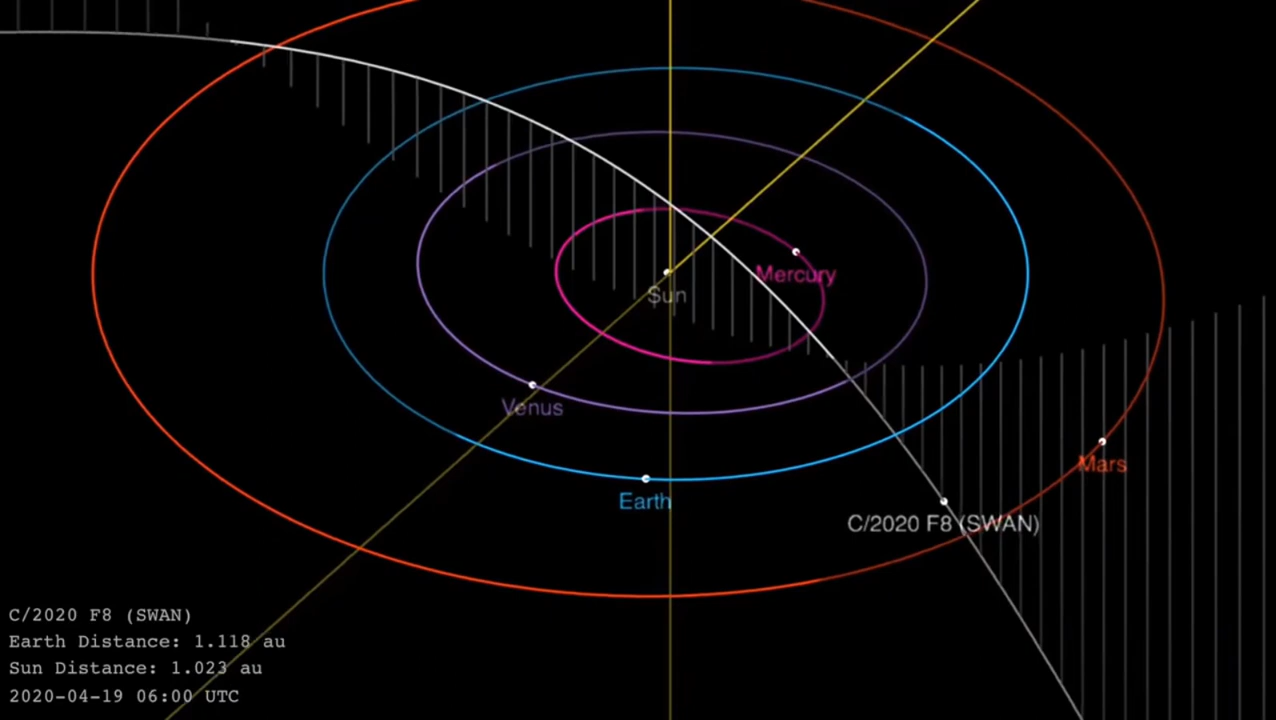 Mercury
Sun
Venus
Mars
Earth
C/2020 F8 (SWAN)
C/2020 F8 (SWAN)
Earth Distance: 1.118 au
Sun Distance: 1.023 au
2020-04-19 06:00 UTC